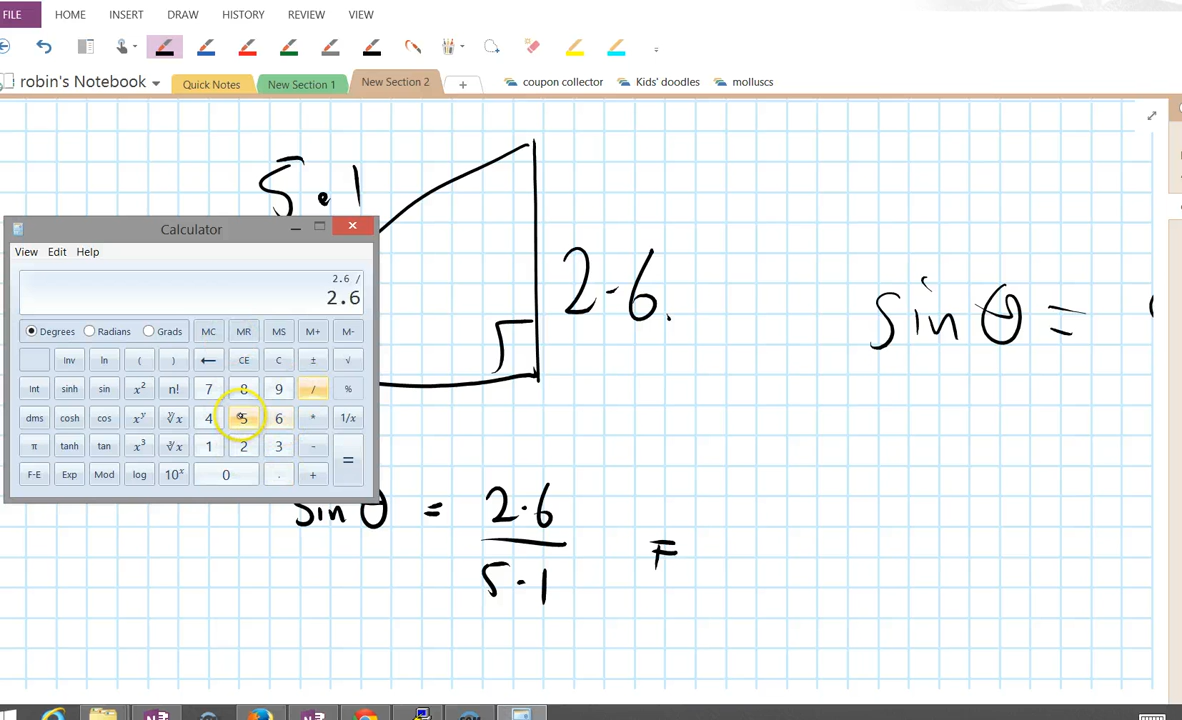 FILE HOME INSERT DRAW HISTORY REVIEW VIEW
robin's Notebook Quick Notes New Section 1 New Section 2 + coupon collector Kids' doodles molluscs
5.1
Calculator
View Edit Help
2.6 /
2.6
Degrees Radians Grads MC MR MS M+ M-
Inv ln ( ) ← CE C ± √
Int sinh sin x² n! 7 8 9 / %
dms cosh cos xʸ ʸ√x 4 5 6 * 1/x
π tanh tan x³ ³√x 1 2 3 - =
F-E Exp Mod log 10ˣ 0 . +
2.6.
sin θ =
sin θ = 2.6 / 5.1 =